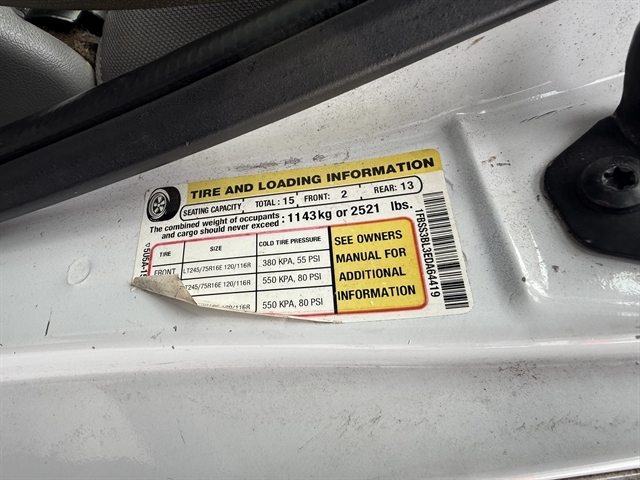 TIRE AND LOADING INFORMATION
SEATING CAPACITY TOTAL : 15 FRONT: 2 REAR: 13
The combined weight of occupants and cargo should never exceed : 1143 kg or 2521 lbs.
TIRE SIZE COLD TIRE PRESSURE
FRONT LT245/75R16E 120/116R 380 KPA, 55 PSI
LT245/75R16E 120/116R 550 KPA, 80 PSI
550 KPA, 80 PSI
SEE OWNERS
MANUAL FOR
ADDITIONAL
INFORMATION
1FBSS3BL3EDA64419